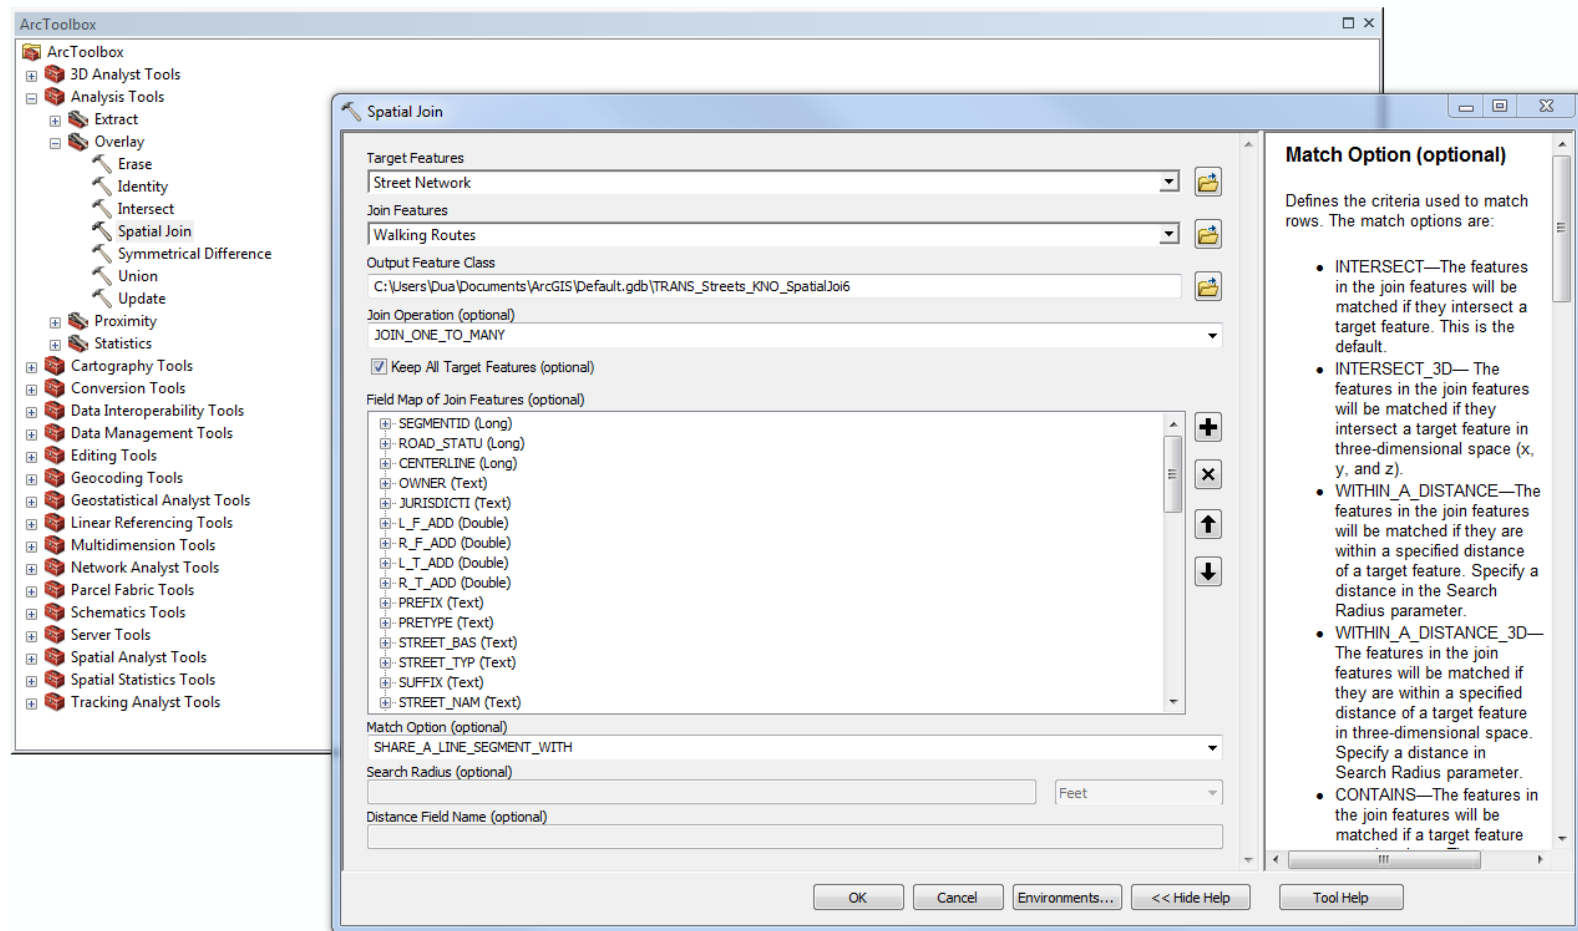 ArcToolbox
ArcToolbox
3D Analyst Tools
Analysis Tools
Extract
Overlay
Erase
Identity
Intersect
Spatial Join
Symmetrical Difference
Union
Update
Proximity
Statistics
Cartography Tools
Conversion Tools
Data Interoperability Tools
Data Management Tools
Editing Tools
Geocoding Tools
Geostatistical Analyst Tools
Linear Referencing Tools
Multidimension Tools
Network Analyst Tools
Parcel Fabric Tools
Schematics Tools
Server Tools
Spatial Analyst Tools
Spatial Statistics Tools
Tracking Analyst Tools
Spatial Join
Target Features
Street Network
Join Features
Walking Routes
Output Feature Class
C:\Users\Dua\Documents\ArcGIS\Default.gdb\TRANS_Streets_KNO_SpatialJoi6
Join Operation (optional)
JOIN_ONE_TO_MANY
Keep All Target Features (optional)
Field Map of Join Features (optional)
SEGMENTID (Long)
ROAD_STATU (Long)
CENTERLINE (Long)
OWNER (Text)
JURISDICTI (Text)
L_F_ADD (Double)
R_F_ADD (Double)
L_T_ADD (Double)
R_T_ADD (Double)
PREFIX (Text)
PRETYPE (Text)
STREET_BAS (Text)
STREET_TYP (Text)
SUFFIX (Text)
STREET_NAM (Text)
Match Option (optional)
SHARE_A_LINE_SEGMENT_WITH
Search Radius (optional)
Feet
Distance Field Name (optional)
OK
Cancel
Environments...
<< Hide Help
Tool Help
Match Option (optional)
Defines the criteria used to match
rows. The match options are:
• INTERSECT—The features
in the join features will be
matched if they intersect a
target feature. This is the
default.
• INTERSECT_3D— The
features in the join features
will be matched if they
intersect a target feature in
three-dimensional space (x,
y, and z).
• WITHIN_A_DISTANCE—The
features in the join features
will be matched if they are
within a specified distance
of a target feature. Specify a
distance in the Search
Radius parameter.
• WITHIN_A_DISTANCE_3D—
The features in the join
features will be matched if
they are within a specified
distance of a target feature
in three-dimensional space.
Specify a distance in
Search Radius parameter.
• CONTAINS—The features in
the join features will be
matched if a target feature